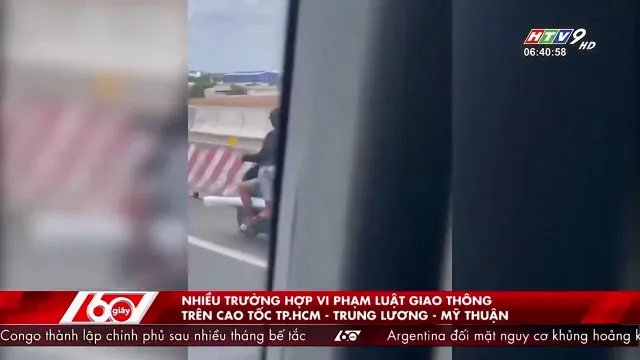 HTV9 HD
06:40:58
60 giây
NHIỀU TRƯỜNG HỢP VI PHẠM LUẬT GIAO THÔNG
TRÊN CAO TỐC TP.HCM - TRUNG LƯƠNG - MỸ THUẬN
Congo thành lập chính phủ sau nhiều tháng bế tắc
60 giây
Argentina đối mặt nguy cơ khủng hoảng k